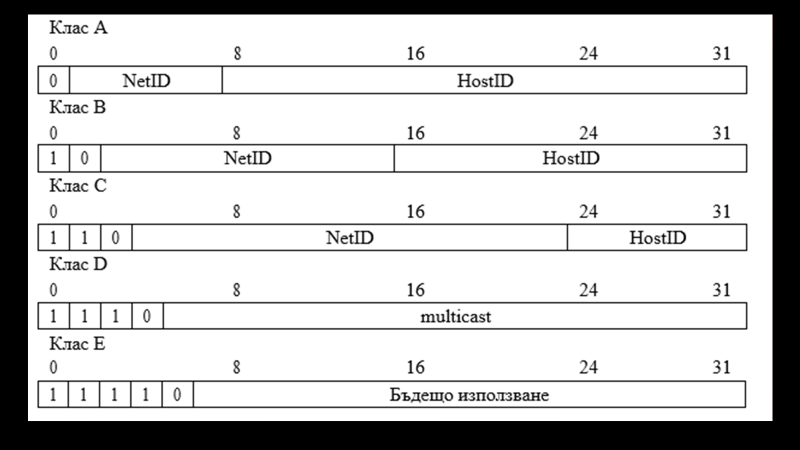 Клас A
0 8 16 24 31
0 NetID HostID
Клас B
0 8 16 24 31
1 0 NetID HostID
Клас C
0 8 16 24 31
1 1 0 NetID HostID
Клас D
0 8 16 24 31
1 1 1 0 multicast
Клас E
0 8 16 24 31
1 1 1 1 0 Бъдещо използване